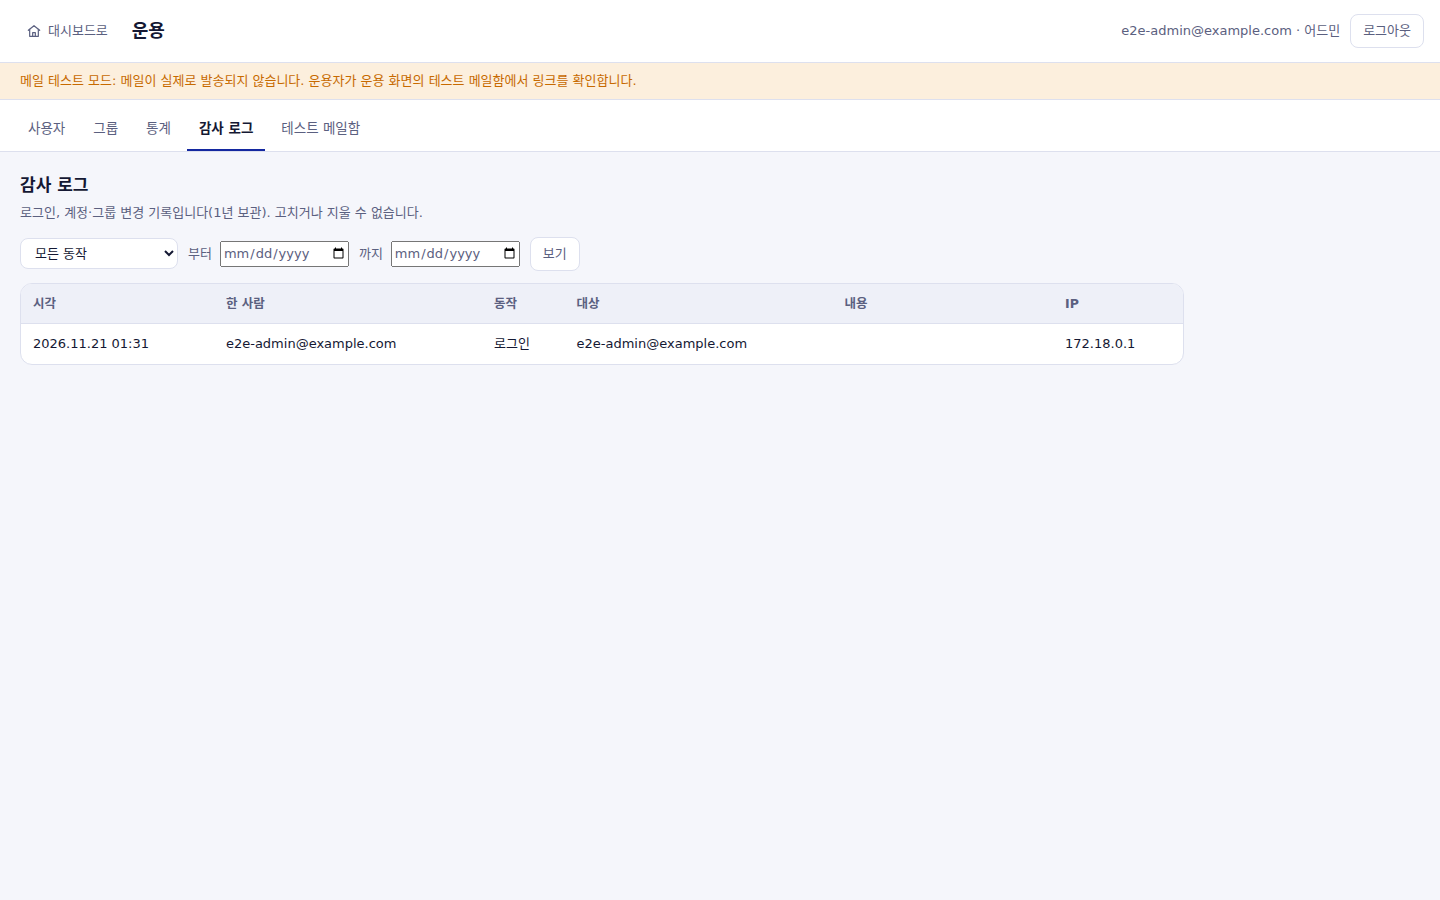 대시보드로 운용 e2e-admin@example.com · 어드민 로그아웃
메일 테스트 모드: 메일이 실제로 발송되지 않습니다. 운용자가 운용 화면의 테스트 메일함에서 링크를 확인합니다.
사용자 그룹 통계 감사 로그 테스트 메일함
감사 로그
로그인, 계정·그룹 변경 기록입니다(1년 보관). 고치거나 지울 수 없습니다.
모든 동작 부터 mm/dd/yyyy 까지 mm/dd/yyyy 보기
시각 한 사람 동작 대상 내용 IP
2026.11.21 01:31 e2e-admin@example.com 로그인 e2e-admin@example.com 172.18.0.1